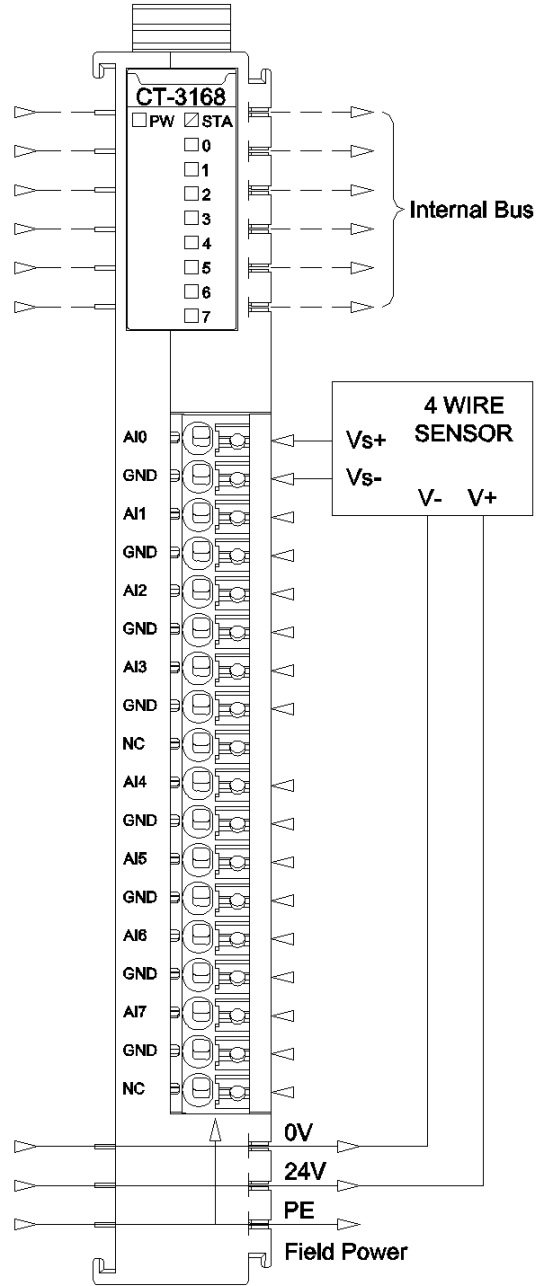 CT-3168
PW STA
0
1
2
3
4
5
6
7
Internal Bus
4 WIRE
SENSOR
Vs+
Vs-
V- V+
AI0
GND
AI1
GND
AI2
GND
AI3
GND
NC
AI4
GND
AI5
GND
AI6
GND
AI7
GND
NC
0V
24V
PE
Field Power